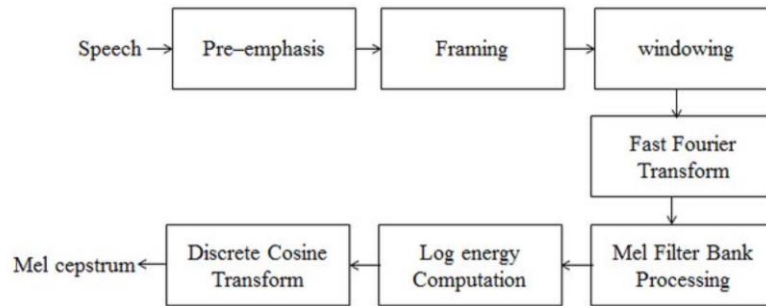 Speech
Pre–emphasis
Framing
windowing
Fast Fourier
Transform
Mel Filter Bank
Processing
Log energy
Computation
Discrete Cosine
Transform
Mel cepstrum